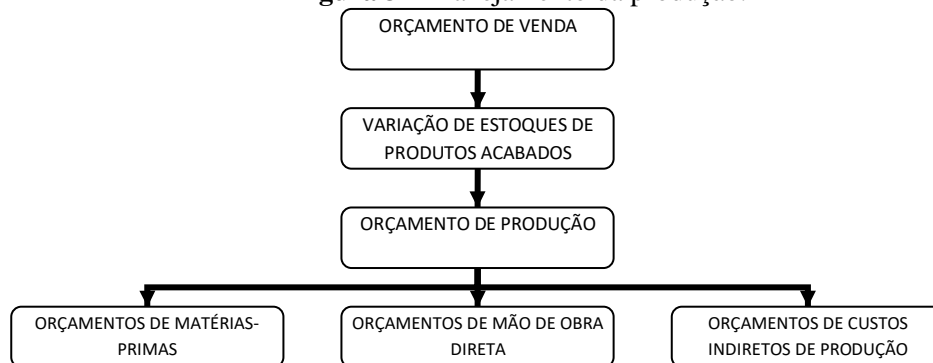 ORÇAMENTO DE VENDA
VARIAÇÃO DE ESTOQUES DE
PRODUTOS ACABADOS
ORÇAMENTO DE PRODUÇÃO
ORÇAMENTOS DE MATÉRIAS-
PRIMAS
ORÇAMENTOS DE MÃO DE OBRA
DIRETA
ORÇAMENTOS DE CUSTOS
INDIRETOS DE PRODUÇÃO